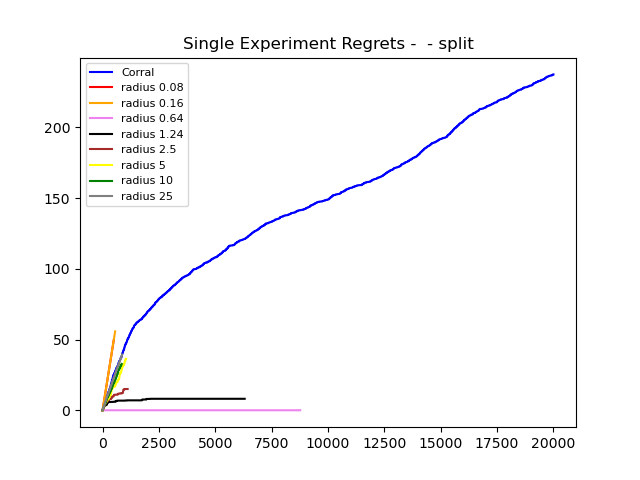 Single Experiment Regrets -  - split
Corral
radius 0.08
radius 0.16
radius 0.64
radius 1.24
radius 2.5
radius 5
radius 10
radius 25
200
150
100
50
0
0 2500 5000 7500 10000 12500 15000 17500 20000